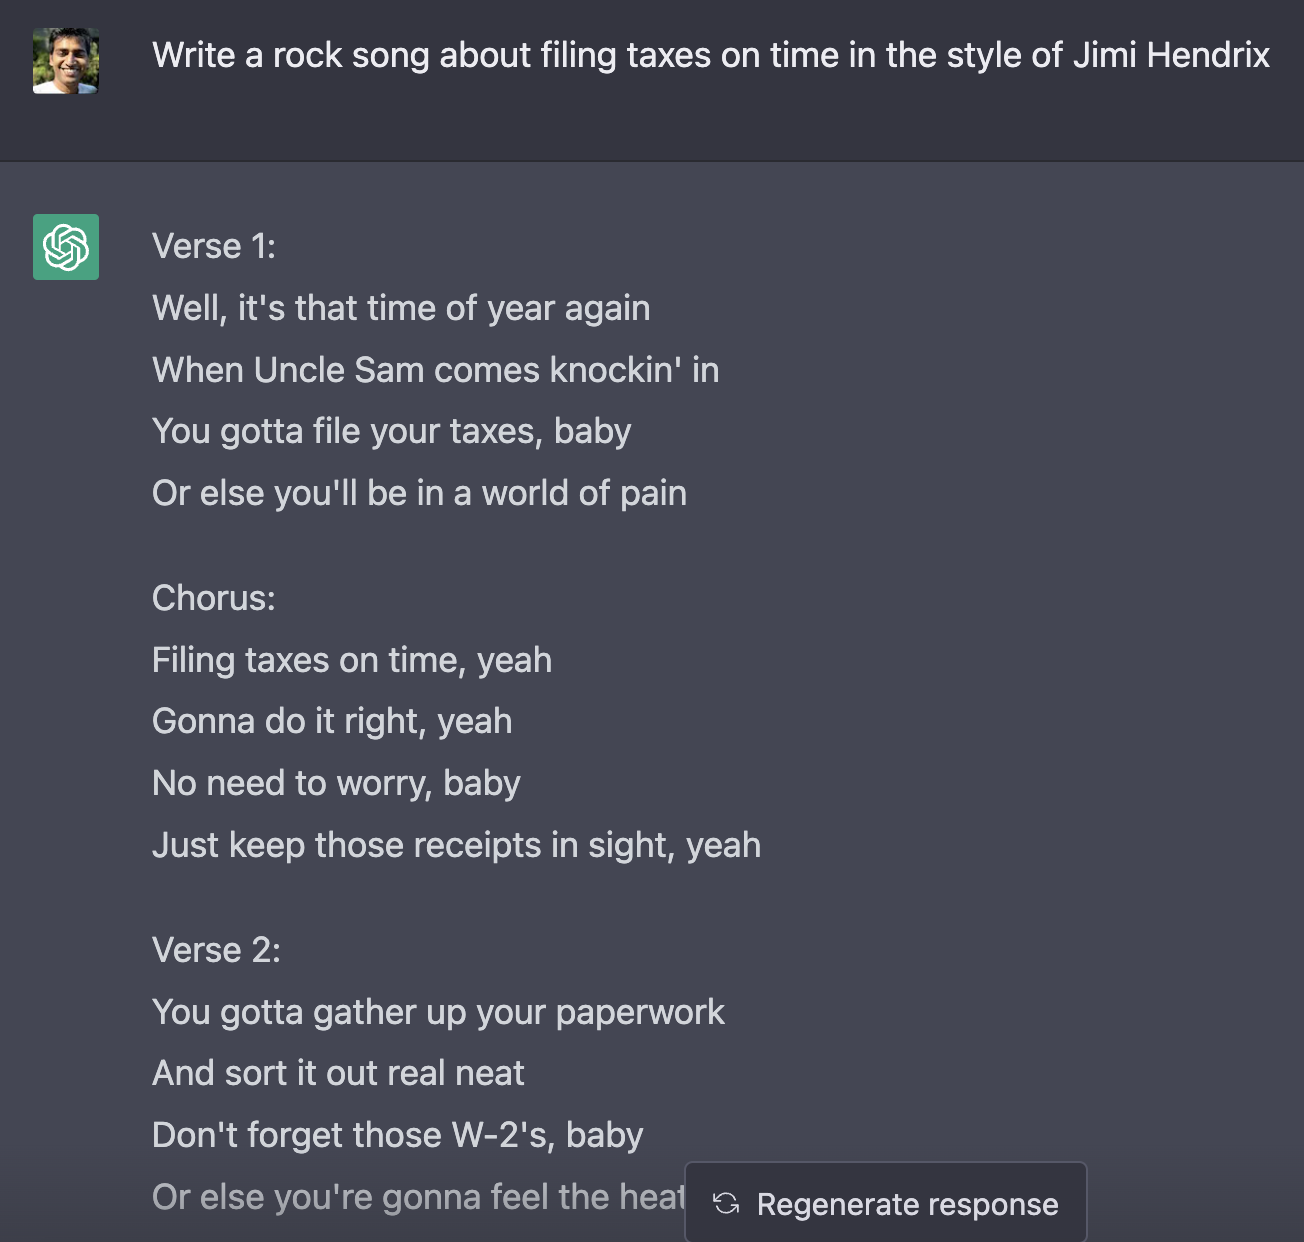 Write a rock song about filing taxes on time in the style of Jimi Hendrix
Verse 1:
Well, it's that time of year again
When Uncle Sam comes knockin' in
You gotta file your taxes, baby
Or else you'll be in a world of pain
Chorus:
Filing taxes on time, yeah
Gonna do it right, yeah
No need to worry, baby
Just keep those receipts in sight, yeah
Verse 2:
You gotta gather up your paperwork
And sort it out real neat
Don't forget those W-2's, baby
Or else you're gonna feel the heat
Regenerate response